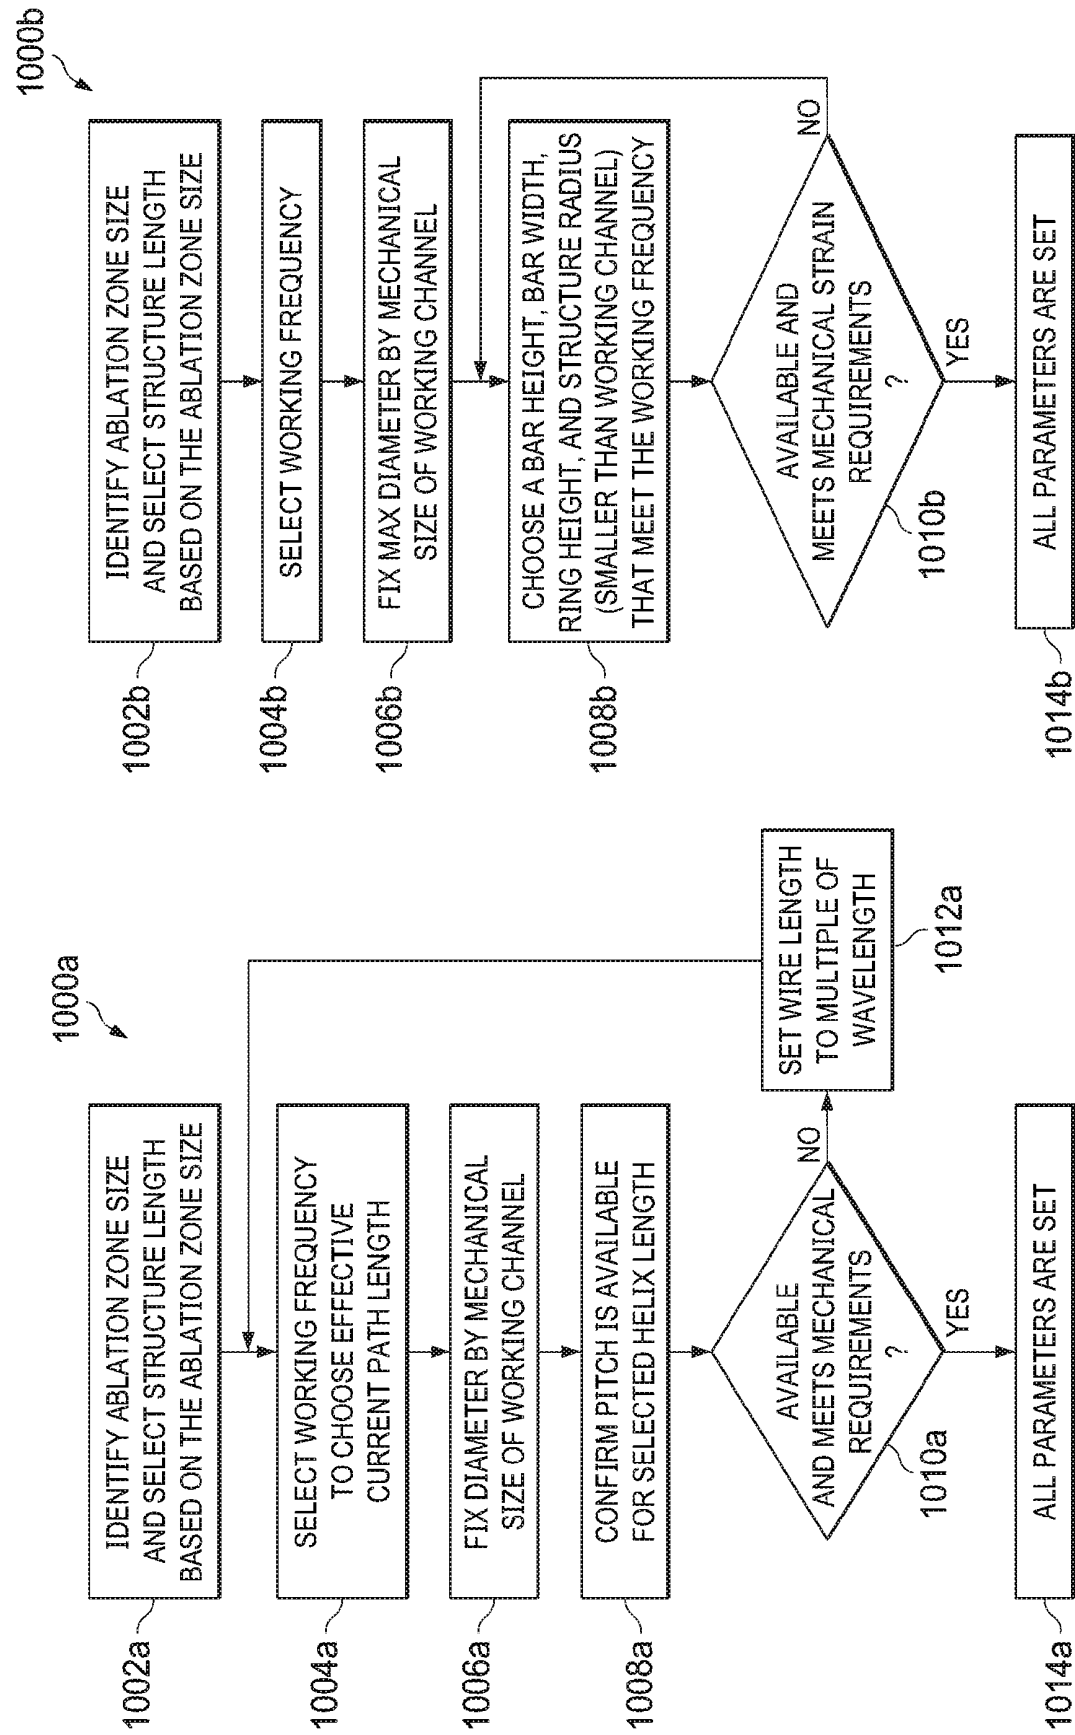 1000a
1002a
IDENTIFY ABLATION ZONE SIZE
AND SELECT STRUCTURE LENGTH
BASED ON THE ABLATION ZONE SIZE
1004a
SELECT WORKING FREQUENCY
TO CHOOSE EFFECTIVE
CURRENT PATH LENGTH
1006a
FIX DIAMETER BY MECHANICAL
SIZE OF WORKING CHANNEL
1008a
CONFIRM PITCH IS AVAILABLE
FOR SELECTED HELIX LENGTH
1010a
AVAILABLE
AND MEETS MECHANICAL
REQUIREMENTS
?
NO
SET WIRE LENGTH
TO MULTIPLE OF
WAVELENGTH
1012a
YES
1014a
ALL PARAMETERS ARE SET
1000b
1002b
IDENTIFY ABLATION ZONE SIZE
AND SELECT STRUCTURE LENGTH
BASED ON THE ABLATION ZONE SIZE
1004b
SELECT WORKING FREQUENCY
1006b
FIX MAX DIAMETER BY MECHANICAL
SIZE OF WORKING CHANNEL
1008b
CHOOSE A BAR HEIGHT, BAR WIDTH,
RING HEIGHT, AND STRUCTURE RADIUS
(SMALLER THAN WORKING CHANNEL)
THAT MEET THE WORKING FREQUENCY
1010b
AVAILABLE AND
MEETS MECHANICAL STRAIN
REQUIREMENTS
?
NO
YES
1014b
ALL PARAMETERS ARE SET